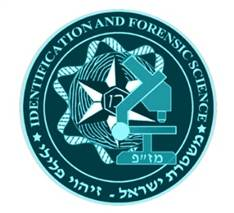 IDENTIFICATION AND FORENSIC SCIENCE
מז״פ
משטרת ישראל - זיהוי פלילי